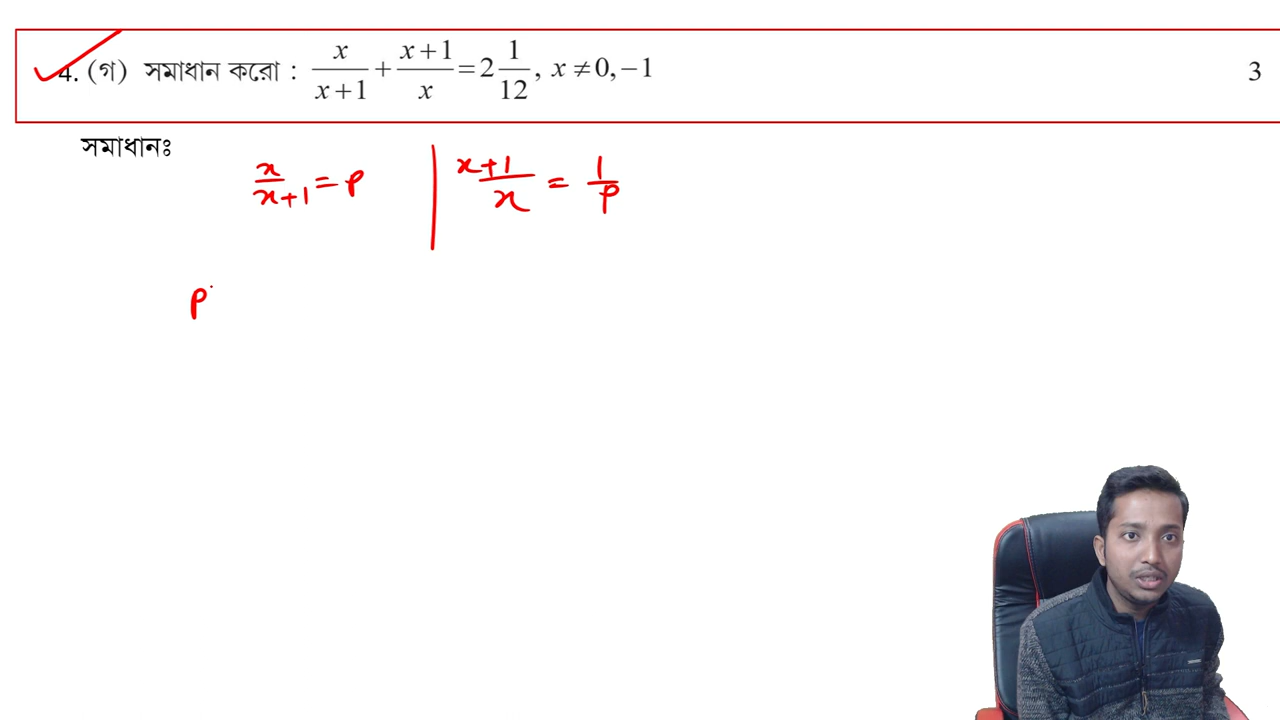 4. (গ) সমাধান করো : x/(x+1) + (x+1)/x = 2 1/12, x ≠ 0, −1 3
সমাধানঃ
x/(x+1) = P | (x+1)/x = 1/P
P